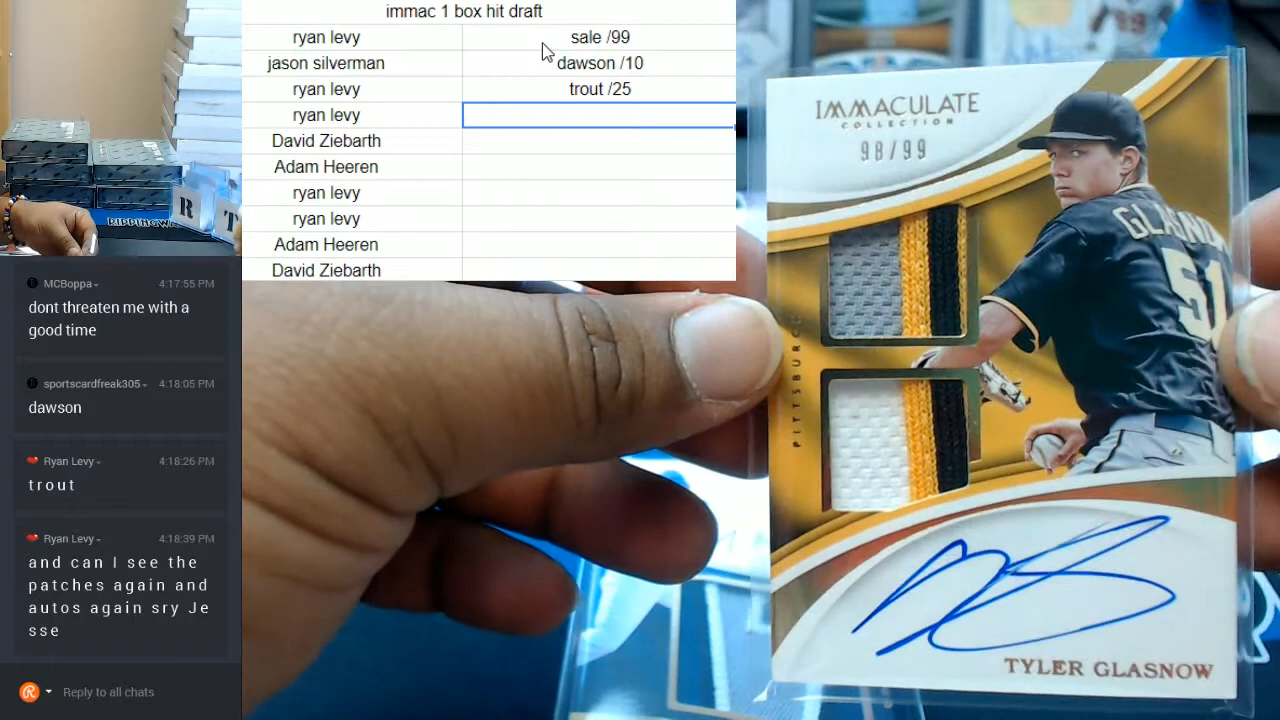 immac 1 box hit draft
ryan levy sale /99
jason silverman dawson /10
ryan levy trout /25
ryan levy
David Ziebarth
Adam Heeren
ryan levy
ryan levy
Adam Heeren
David Ziebarth
MCBoppa 4:17:55 PM
dont threaten me with a
good time
sportscardfreak305 4:18:05 PM
dawson
Ryan Levy 4:18:26 PM
trout
Ryan Levy 4:18:39 PM
and can I see the
patches again and
autos again sry Je
sse
Reply to all chats
R T
IMMACULATE
COLLECTION
98/99
51
TYLER GLASNOW